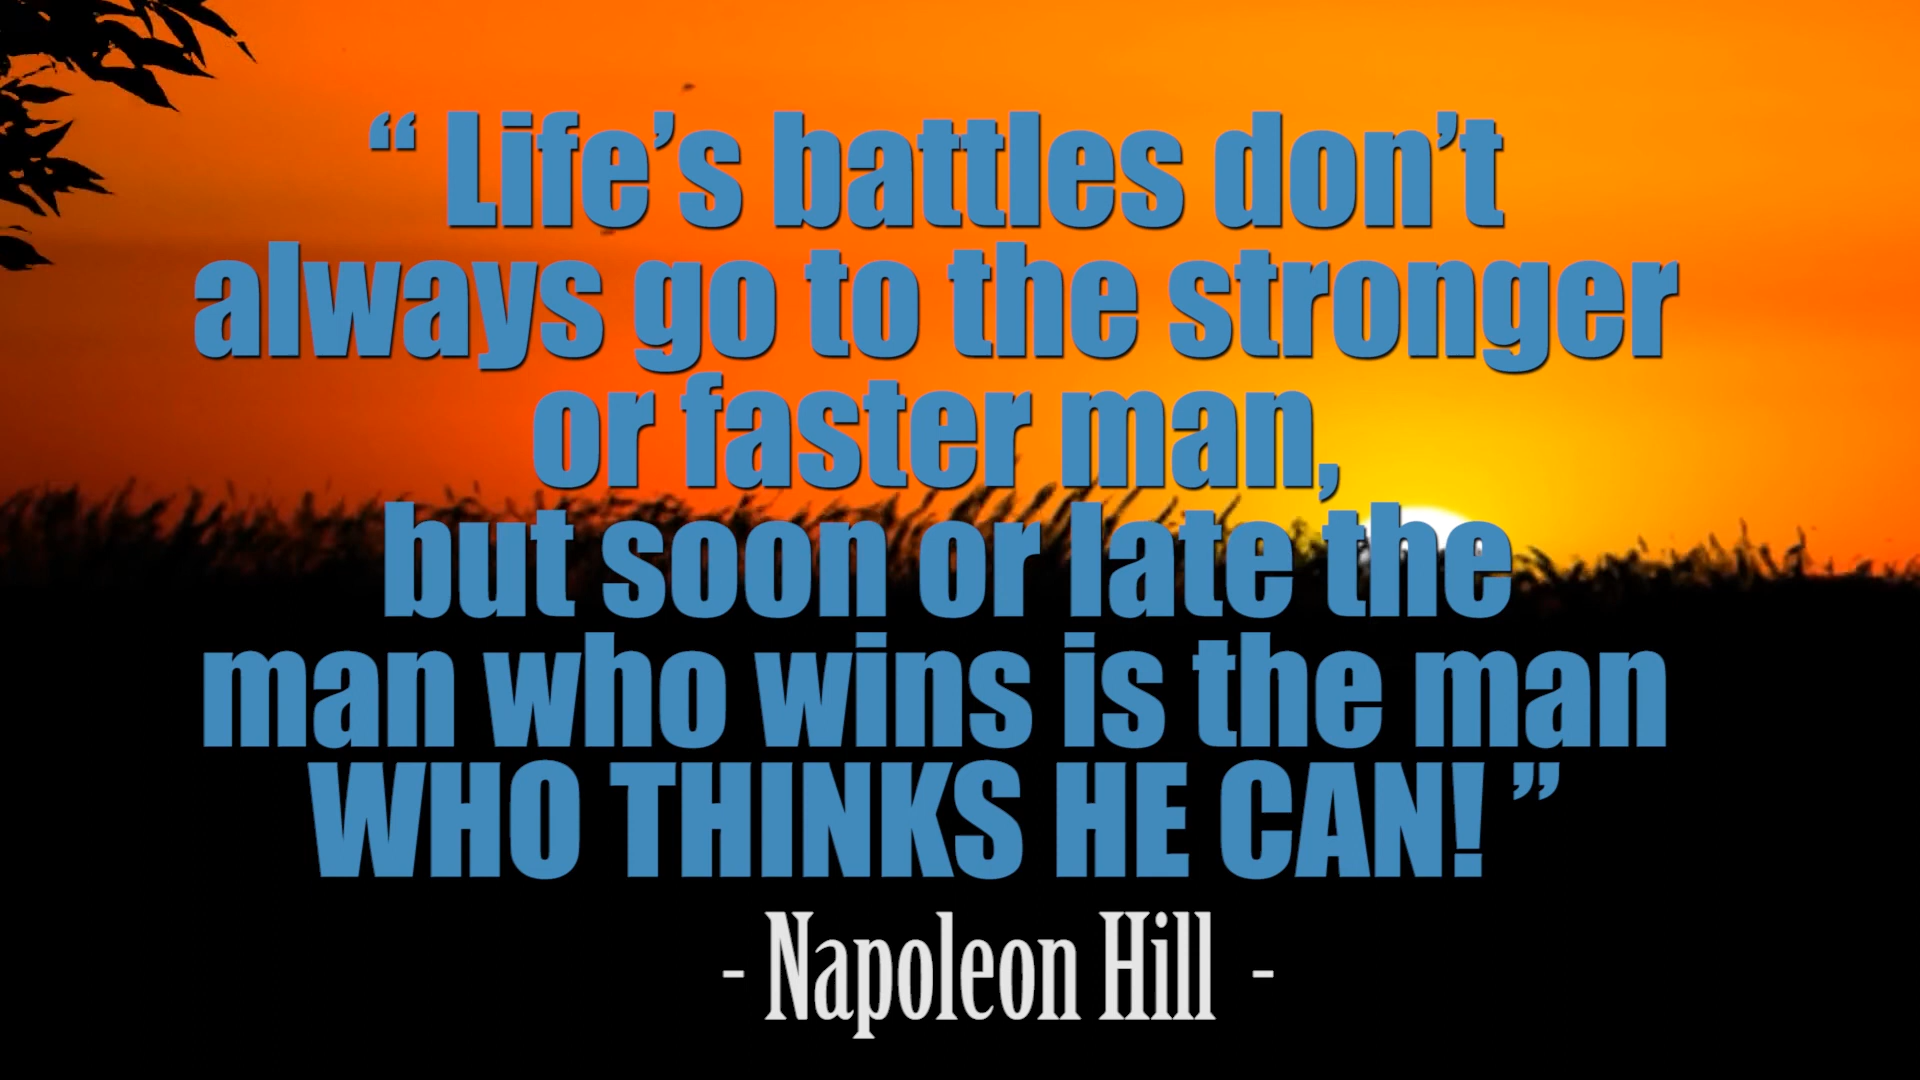 “ Life’s battles don’t
always go to the stronger
or faster man,
but soon or late the
man who wins is the man
WHO THINKS HE CAN! ”
- Napoleon Hill -